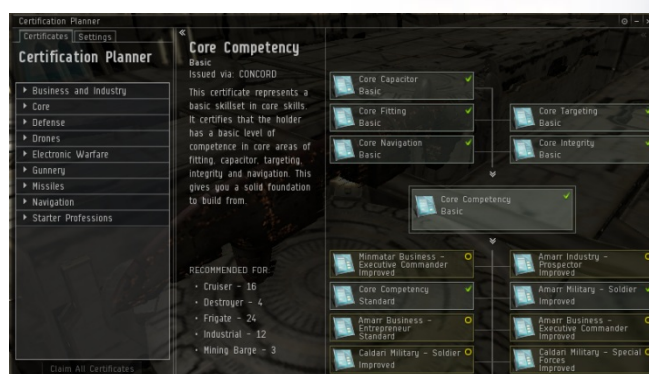 Certification Planner
Certificates Settings
Certification Planner
Business and Industry
Core
Defense
Drones
Electronic Warfare
Gunnery
Missiles
Navigation
Starter Professions
Claim All Certificates
Core Competency
Basic
Issued via: CONCORD
This certificate represents a
basic skillset in core skills.
It certifies that the holder
has a basic level of
competence in core areas of
fitting, capacitor, targeting,
integrity and navigation. This
gives you a solid foundation
to build from.
RECOMMENDED FOR
• Cruiser - 16
• Destroyer - 4
• Frigate - 24
• Industrial - 12
• Mining Barge - 3
Core Capacitor
Basic
Core Fitting
Basic
Core Targeting
Basic
Core Navigation
Basic
Core Integrity
Basic
Core Competency
Basic
Minmatar Business -
Executive Commander
Improved
Amarr Industry -
Prospector
Improved
Core Competency
Standard
Amarr Military - Soldier
Improved
Amarr Business -
Entrepreneur
Standard
Amarr Business -
Executive Commander
Improved
Caldari Military - Soldier
Improved
Caldari Military - Special
Forces
Improved